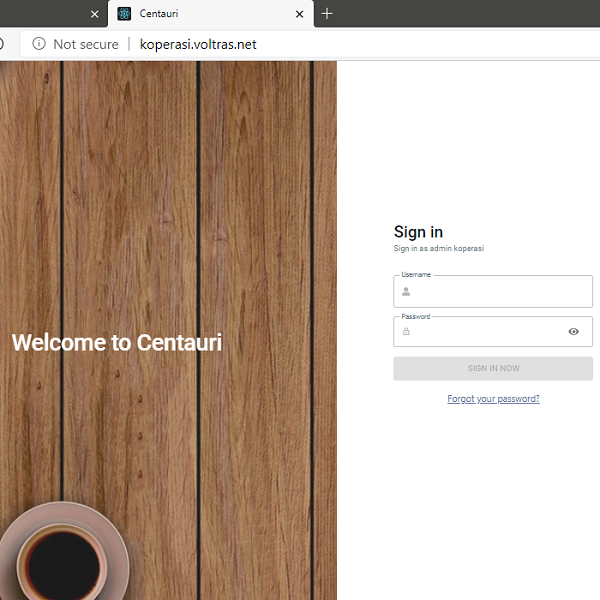 Centauri
Not secure
koperasi.voltras.net
Sign in
Sign in as admin koperasi
Username
Password
Welcome to Centauri
SIGN IN NOW
Forgot your password?